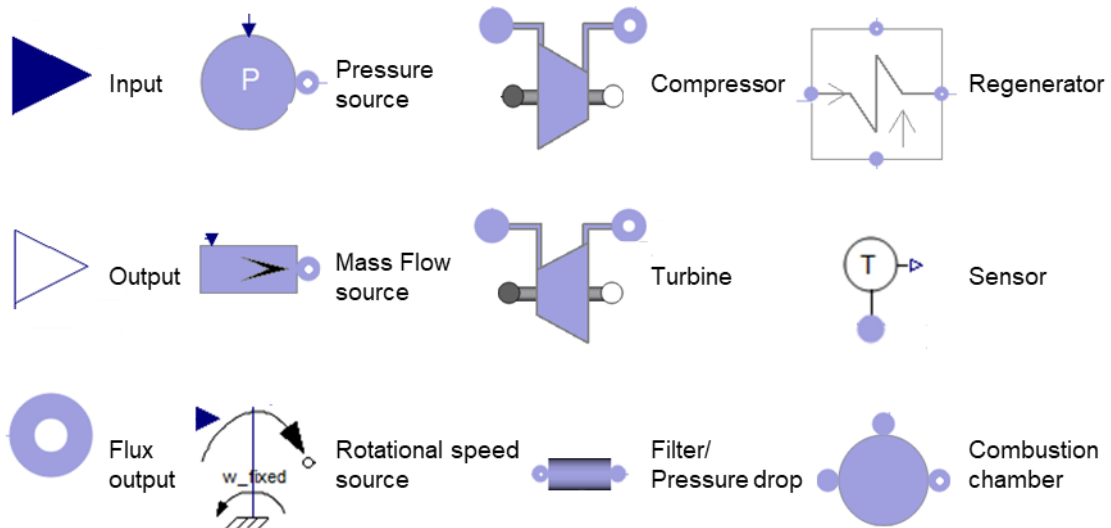 P
Input
Pressure
source
Compressor
Regenerator
Output
Mass Flow
source
Turbine
T
Sensor
Flux
output
w_fixed
Rotational speed
source
Filter/
Pressure drop
Combustion
chamber